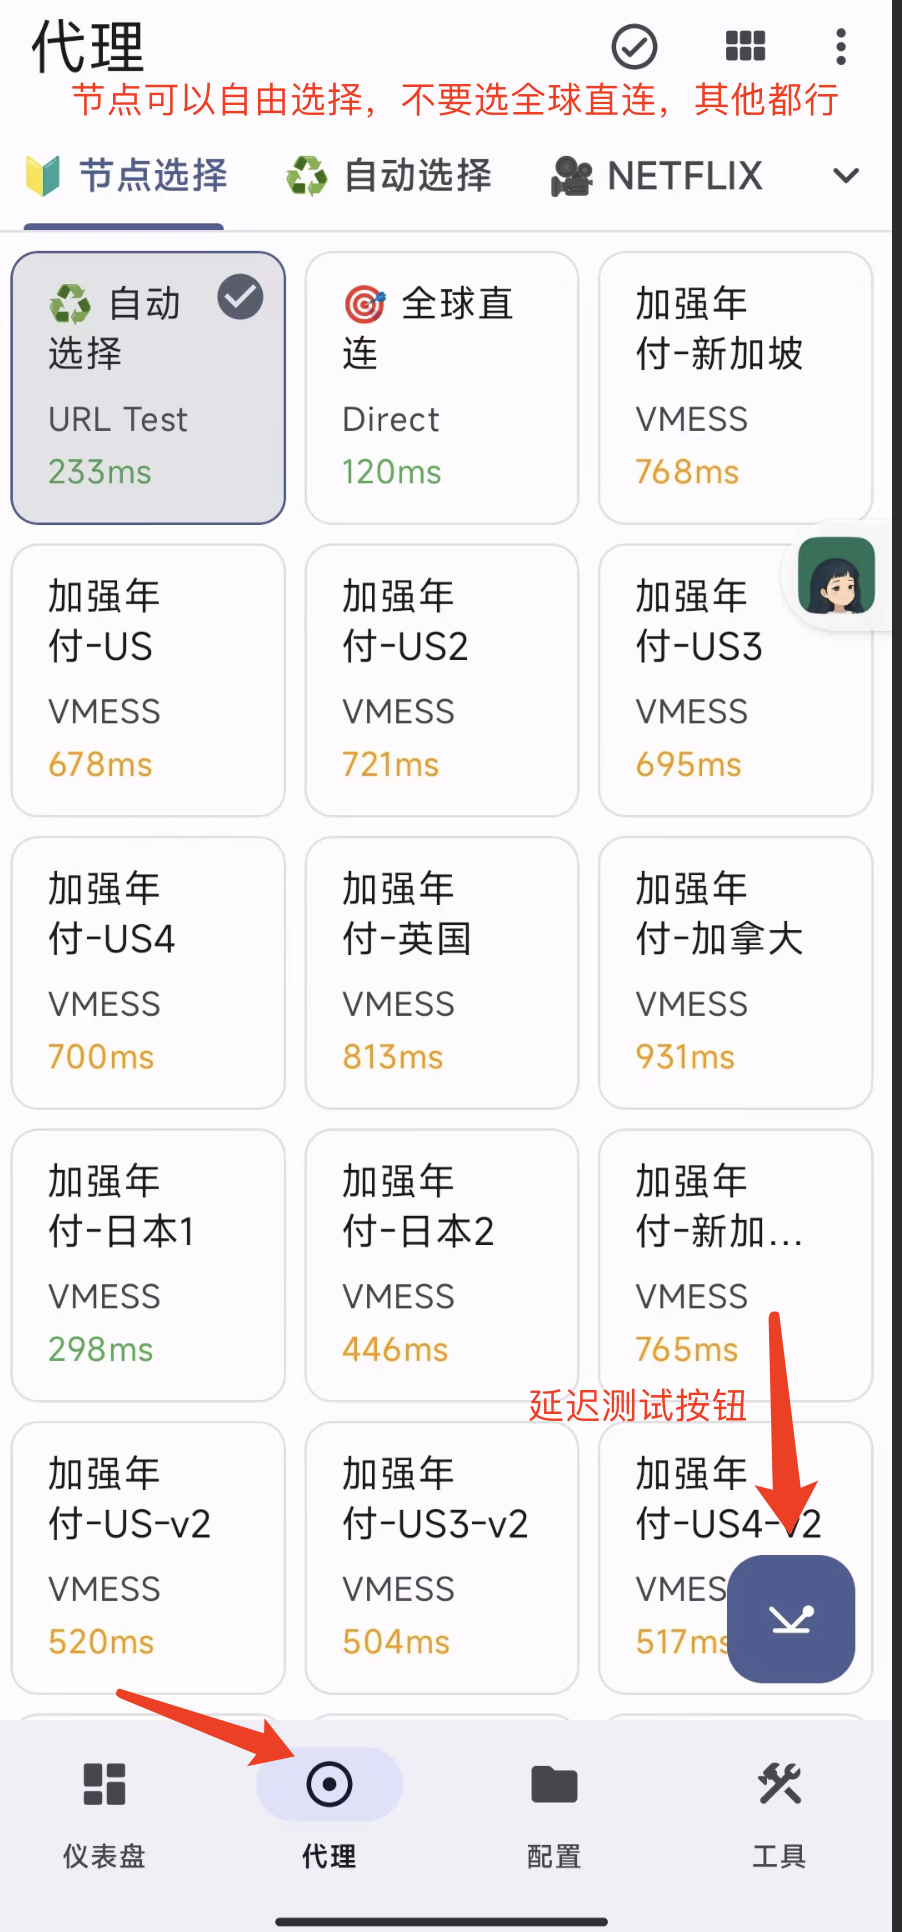 代理
节点可以自由选择，不要选全球直连，其他都行
节点选择
自动选择
NETFLIX
自动
选择
URL Test
233ms
全球直
连
Direct
120ms
加强年
付-新加坡
VMESS
768ms
加强年
付-US
VMESS
678ms
加强年
付-US2
VMESS
721ms
加强年
付-US3
VMESS
695ms
加强年
付-US4
VMESS
700ms
加强年
付-英国
VMESS
813ms
加强年
付-加拿大
VMESS
931ms
加强年
付-日本1
VMESS
298ms
加强年
付-日本2
VMESS
446ms
加强年
付-新加...
VMESS
765ms
延迟测试按钮
加强年
付-US-v2
VMESS
520ms
加强年
付-US3-v2
VMESS
504ms
加强年
付-US4-v2
VMES
517ms
仪表盘
代理
配置
工具